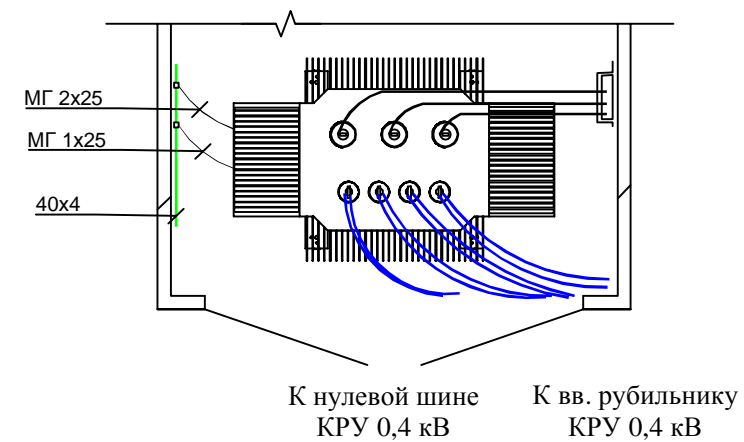 МГ 2х25
МГ 1х25
40х4
К нулевой шине
КРУ 0,4 кВ
К вв. рубильнику
КРУ 0,4 кВ